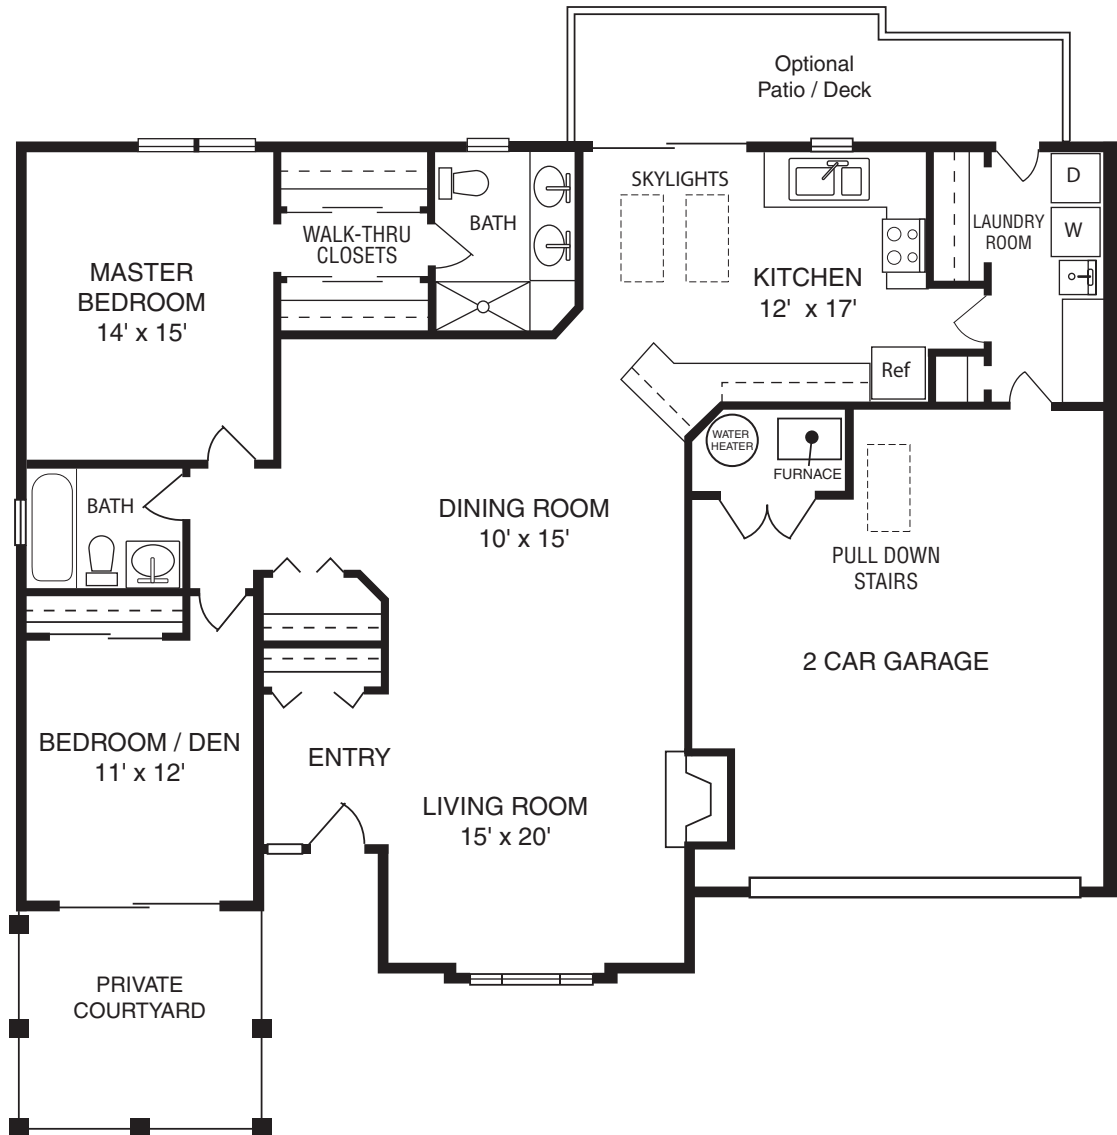 Optional
Patio / Deck
SKYLIGHTS
D
W
LAUNDRY
ROOM
BATH
WALK-THRU
CLOSETS
MASTER
BEDROOM
14' x 15'
KITCHEN
12' x 17'
Ref
WATER
HEATER
FURNACE
BATH
DINING ROOM
10' x 15'
PULL DOWN
STAIRS
2 CAR GARAGE
BEDROOM / DEN
11' x 12'
ENTRY
LIVING ROOM
15' x 20'
PRIVATE
COURTYARD